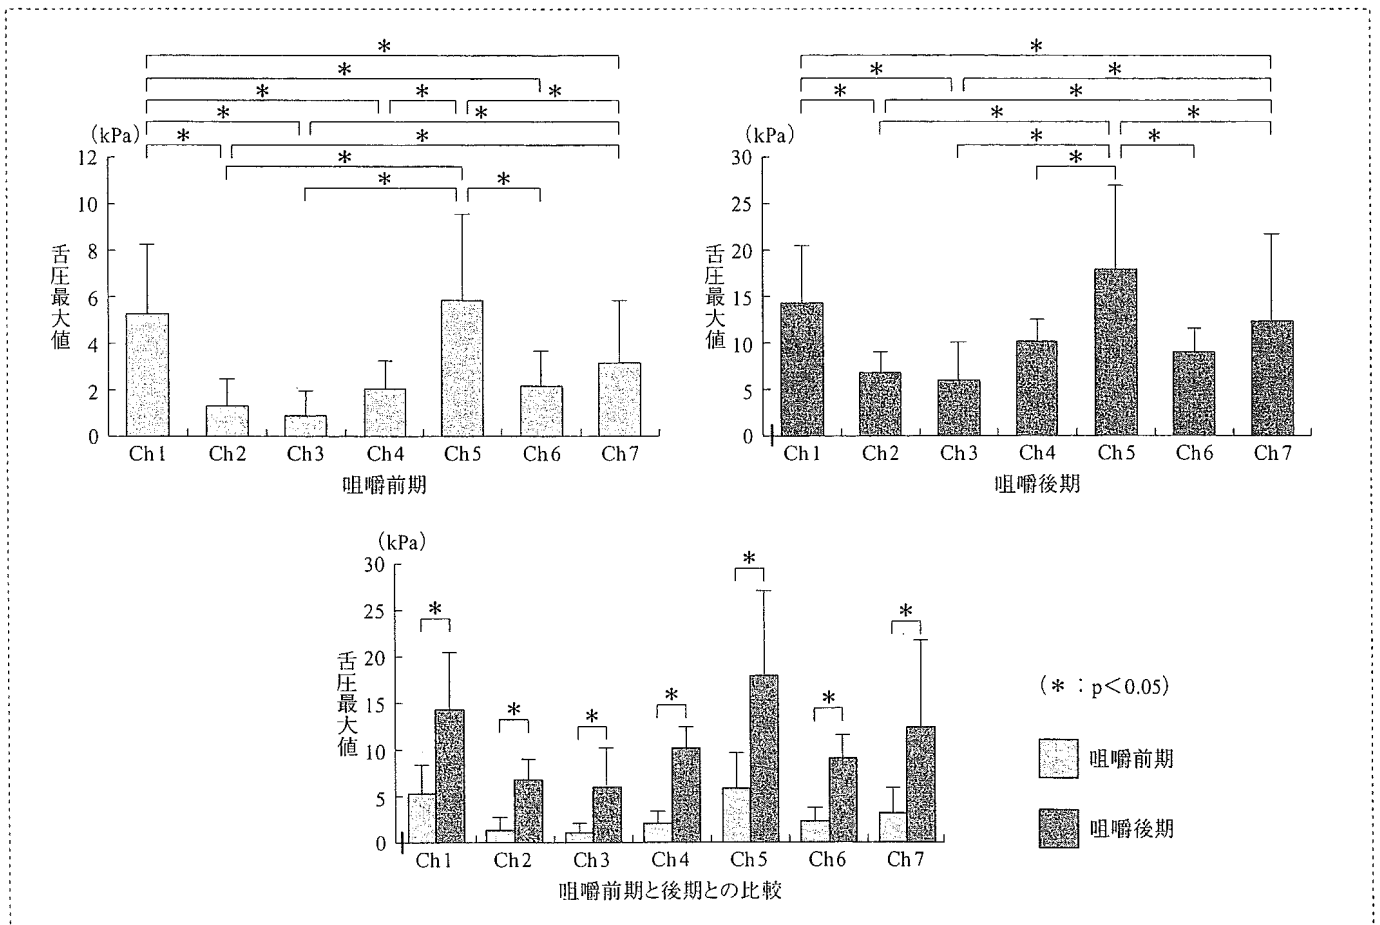 * *
* *
* * * * *
* * * *
(kPa) * * (kPa) * *
12 * 30 *
* *
10 25
8 20
6 15
4 10
2 5
0 0
舌圧最大値 舌圧最大値
Ch1 Ch2 Ch3 Ch4 Ch5 Ch6 Ch7
咀嚼前期
Ch1 Ch2 Ch3 Ch4 Ch5 Ch6 Ch7
咀嚼後期
(kPa)
30
25
20
15
10
5
0
舌圧最大値
* * * * * * *
Ch1 Ch2 Ch3 Ch4 Ch5 Ch6 Ch7
咀嚼前期と後期との比較
(*:p<0.05)
咀嚼前期
咀嚼後期